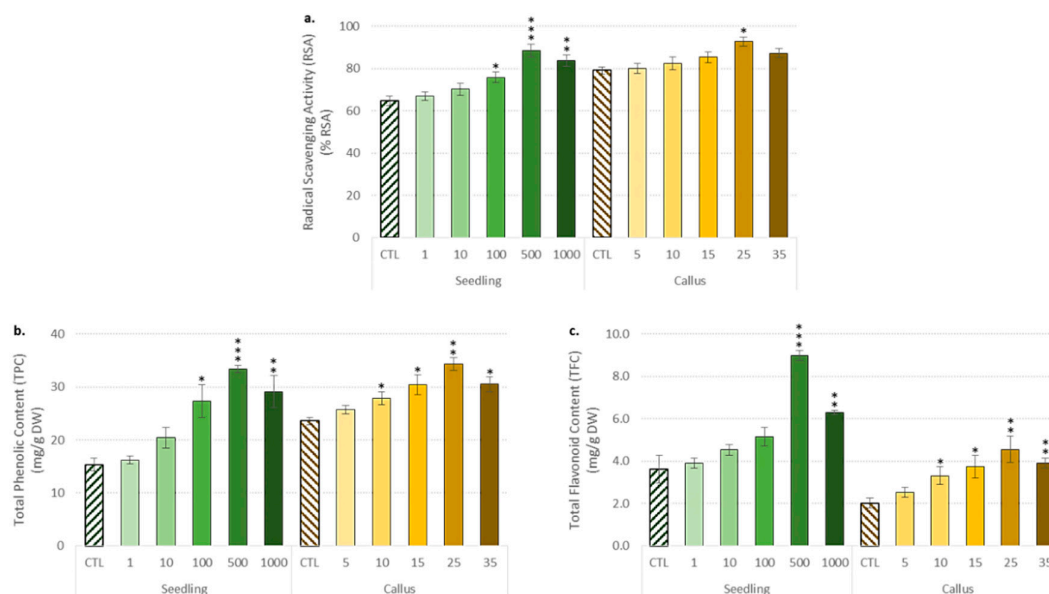 a.
Radical Scavenging Activity (RSA)
(% RSA)
100
80
60
40
20
0
*
***
**
*
CTL 1 10 100 500 1000 CTL 5 10 15 25 35
Seedling Callus
b.
Total Phenolic Content (TPC)
(mg/g DW)
40
30
20
10
0
*
***
**
*
*
**
*
CTL 1 10 100 500 1000 CTL 5 10 15 25 35
Seedling Callus
c.
Total Flavonoid Content (TFC)
(mg/g DW)
10.0
8.0
6.0
4.0
2.0
0.0
***
**
*
*
**
**
CTL 1 10 100 500 1000 CTL 5 10 15 25 35
Seedling Callus